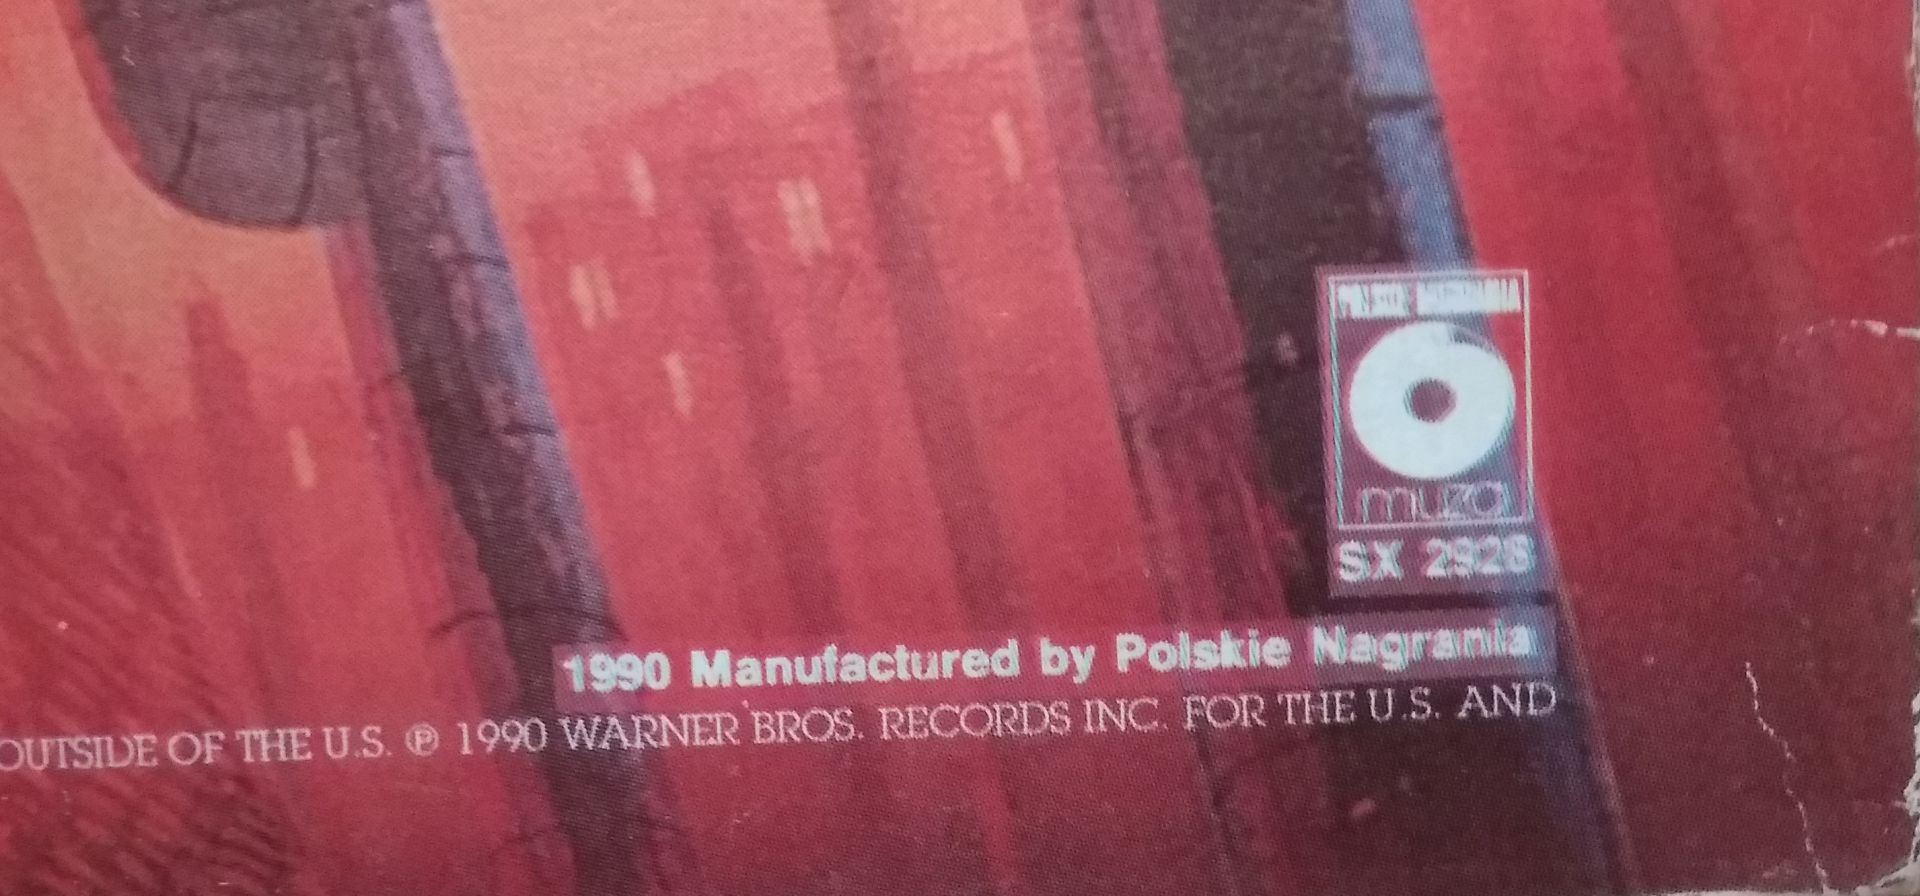 POLSKIE NAGRANIA
muza
SX 2928
1990 Manufactured by Polskie Nagrania
OUTSIDE OF THE U.S. ℗ 1990 WARNER BROS. RECORDS INC. FOR THE U.S. AND